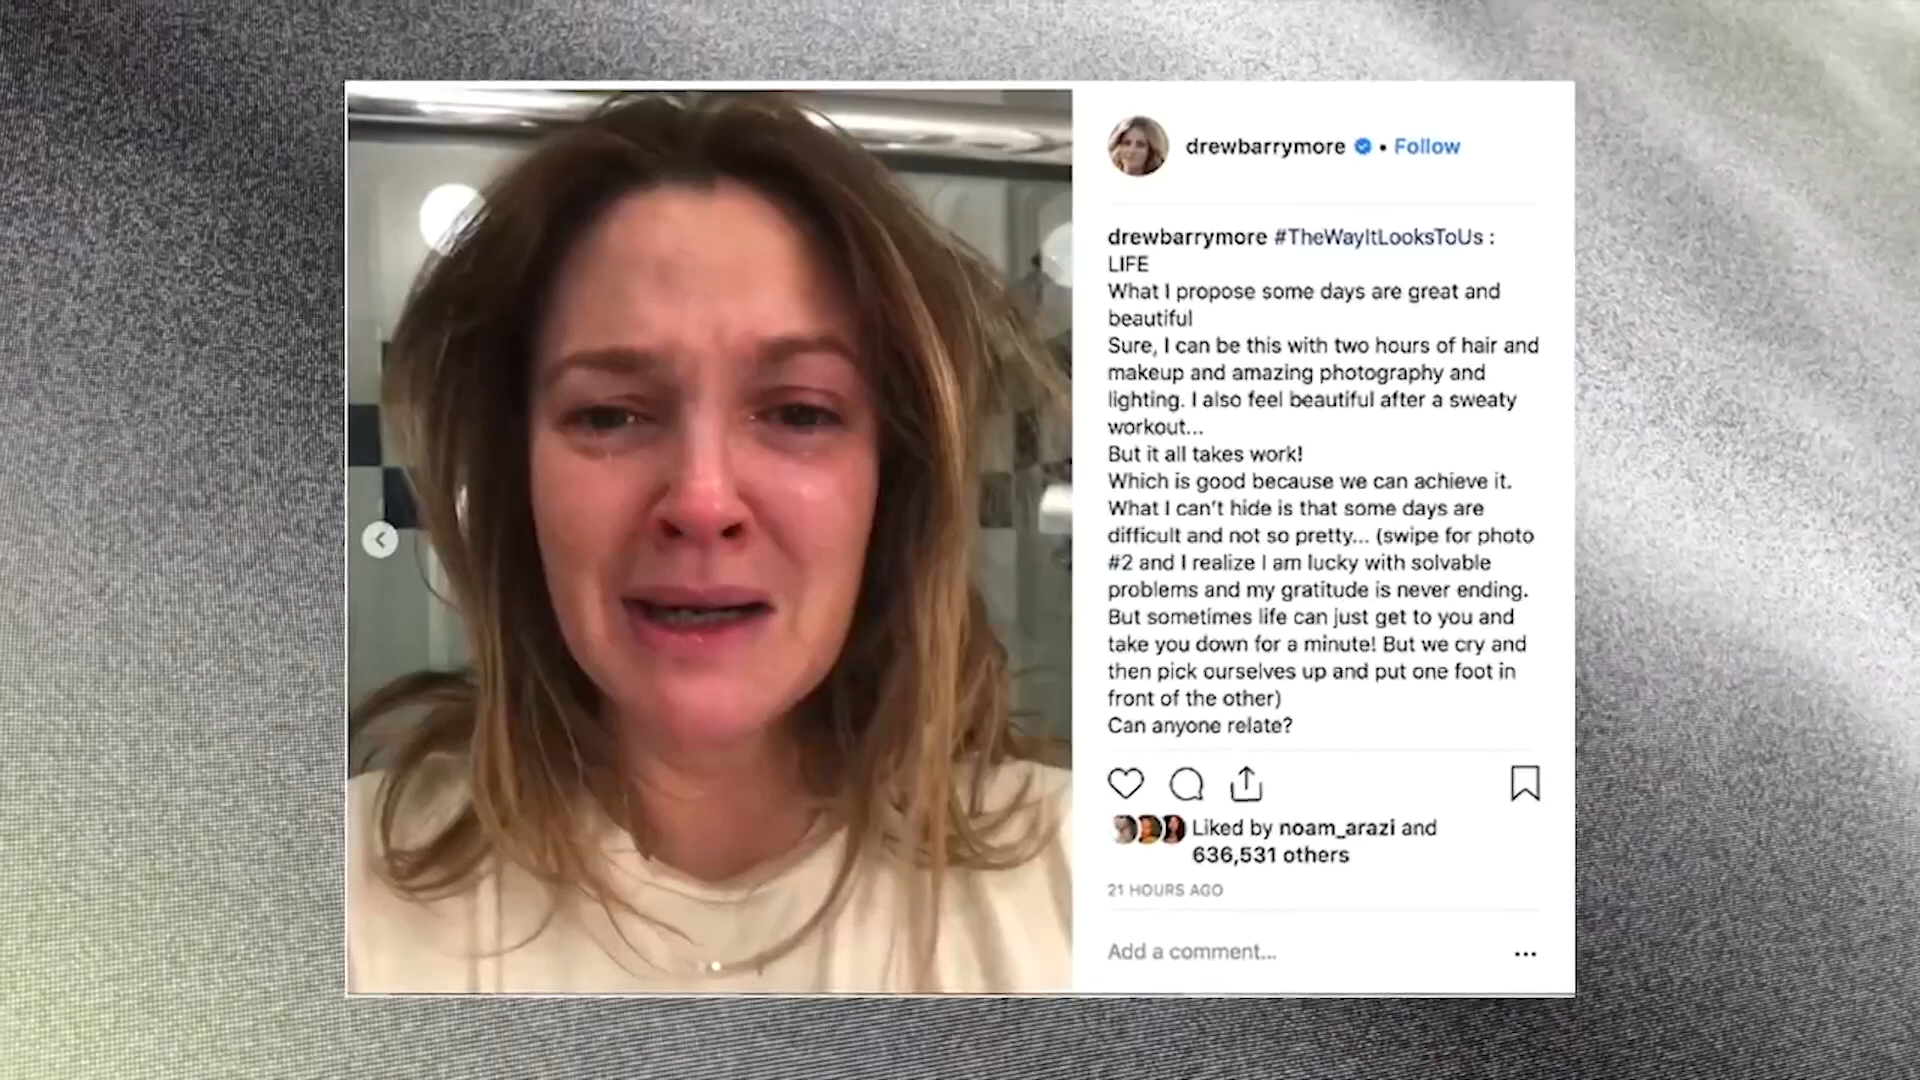 drewbarrymore • Follow
drewbarrymore #TheWayItLooksToUs :
LIFE
What I propose some days are great and
beautiful
Sure, I can be this with two hours of hair and
makeup and amazing photography and
lighting. I also feel beautiful after a sweaty
workout...
But it all takes work!
Which is good because we can achieve it.
What I can't hide is that some days are
difficult and not so pretty... (swipe for photo
#2 and I realize I am lucky with solvable
problems and my gratitude is never ending.
But sometimes life can just get to you and
take you down for a minute! But we cry and
then pick ourselves up and put one foot in
front of the other)
Can anyone relate?
Liked by noam_arazi and
636,531 others
21 HOURS AGO
Add a comment...